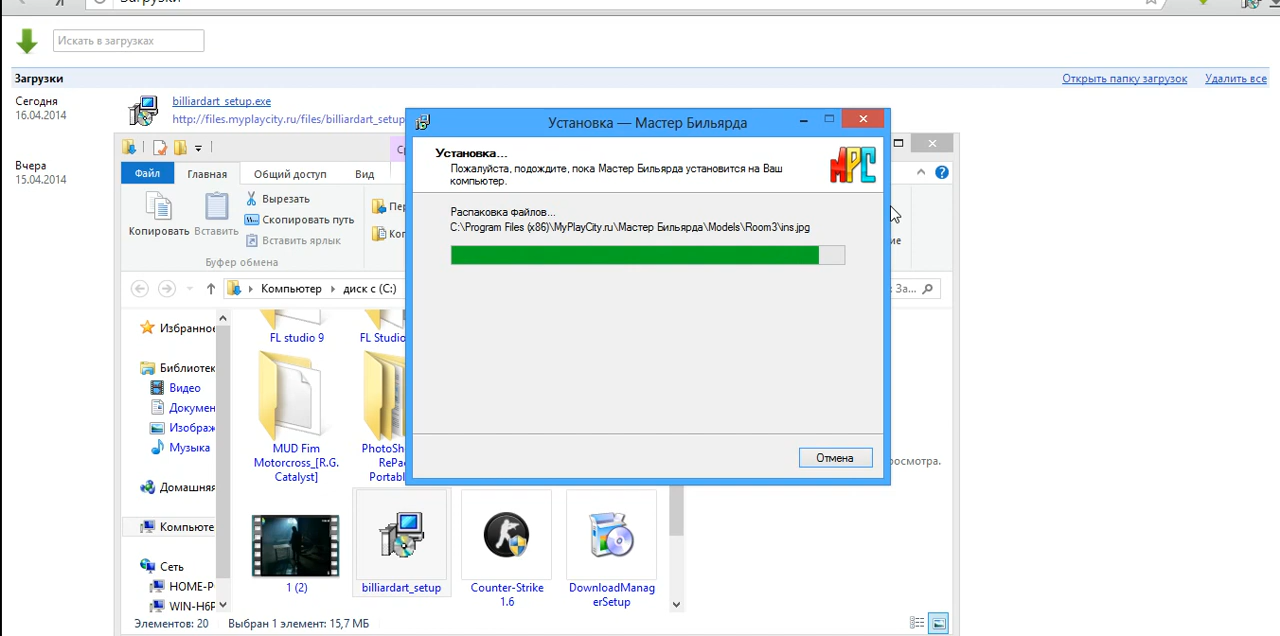 Загрузки
Искать в загрузках
Загрузки
Открыть папку загрузок
Удалить все
Сегодня
16.04.2014
billiardart_setup.exe
http://files.myplaycity.ru/files/billiardart_setup
Вчера
15.04.2014
Установка — Мастер Бильярда
Установка...
Пожалуйста, подождите, пока Мастер Бильярда установится на Ваш
компьютер.
MPC
Распаковка файлов...
C:\Program Files (x86)\MyPlayCity.ru\Мастер Бильярда\Models\Room3\ins.jpg
Отмена
Файл
Главная
Общий доступ
Вид
Копировать
Вставить
Вырезать
Скопировать путь
Вставить ярлык
Буфер обмена
Компьютер
диск с (C:)
За...
Избранное
Библиотек
Видео
Докумен
Изображ
Музыка
Домашняя
Компьюте
Сеть
HOME-P
WIN-H6P
FL studio 9
FL Studio
MUD Fim
Motorcross_[R.G.
Catalyst]
PhotoSh
RePac
Portabl
осмотра.
1 (2)
billiardart_setup
Counter-Strike
1.6
DownloadManag
erSetup
Элементов: 20
Выбран 1 элемент: 15,7 МБ